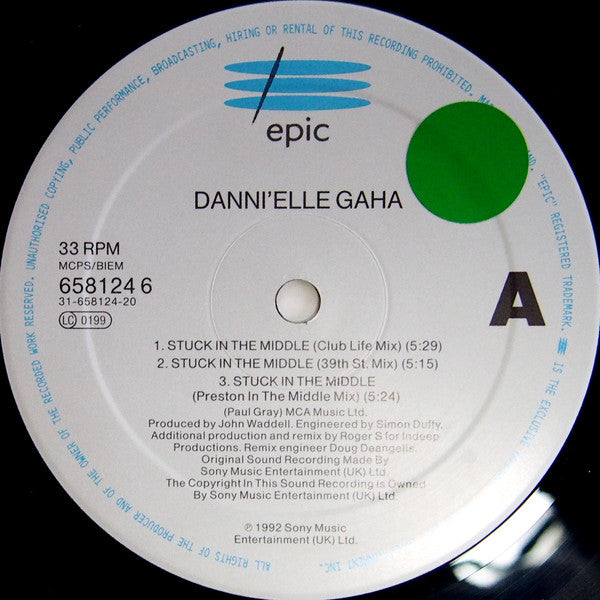 epic
DANNI'ELLE GAHA
33 RPM
MCPS/BIEM
658124 6
31-658124-20
LC 0199
A
1. STUCK IN THE MIDDLE (Club Life Mix) (5:29)
2. STUCK IN THE MIDDLE (39th St. Mix) (5:15)
3. STUCK IN THE MIDDLE
(Preston In The Middle Mix) (5:24)
(Paul Gray) MCA Music Ltd.
Produced by John Waddell. Engineered by Simon Duffy.
Additional production and remix by Roger S for Indeep
Productions. Remix engineer Doug Deangelis.
Original Sound Recording Made By
Sony Music Entertainment (UK) Ltd.
The Copyright In This Sound Recording is Owned
By Sony Music Entertainment (UK) Ltd.
℗ 1992 Sony Music
Entertainment (UK) Ltd.
ALL RIGHTS OF THE PRODUCER AND OF THE OWNER OF THE RECORDED WORK RESERVED. UNAUTHORISED COPYING, PUBLIC PERFORMANCE, BROADCASTING, HIRING OR RENTAL OF THIS RECORDING PROHIBITED. "EPIC" REGISTERED TRADEMARK. IS THE EXCLUSIVE